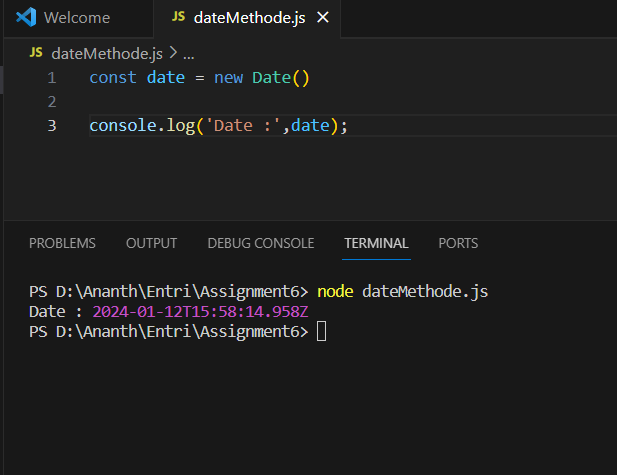 Welcome JS dateMethode.js
JS dateMethode.js > ...
1 const date = new Date()
2
3 console.log('Date :',date);
PROBLEMS OUTPUT DEBUG CONSOLE TERMINAL PORTS
PS D:\Ananth\Entri\Assignment6> node dateMethode.js
Date : 2024-01-12T15:58:14.958Z
PS D:\Ananth\Entri\Assignment6>